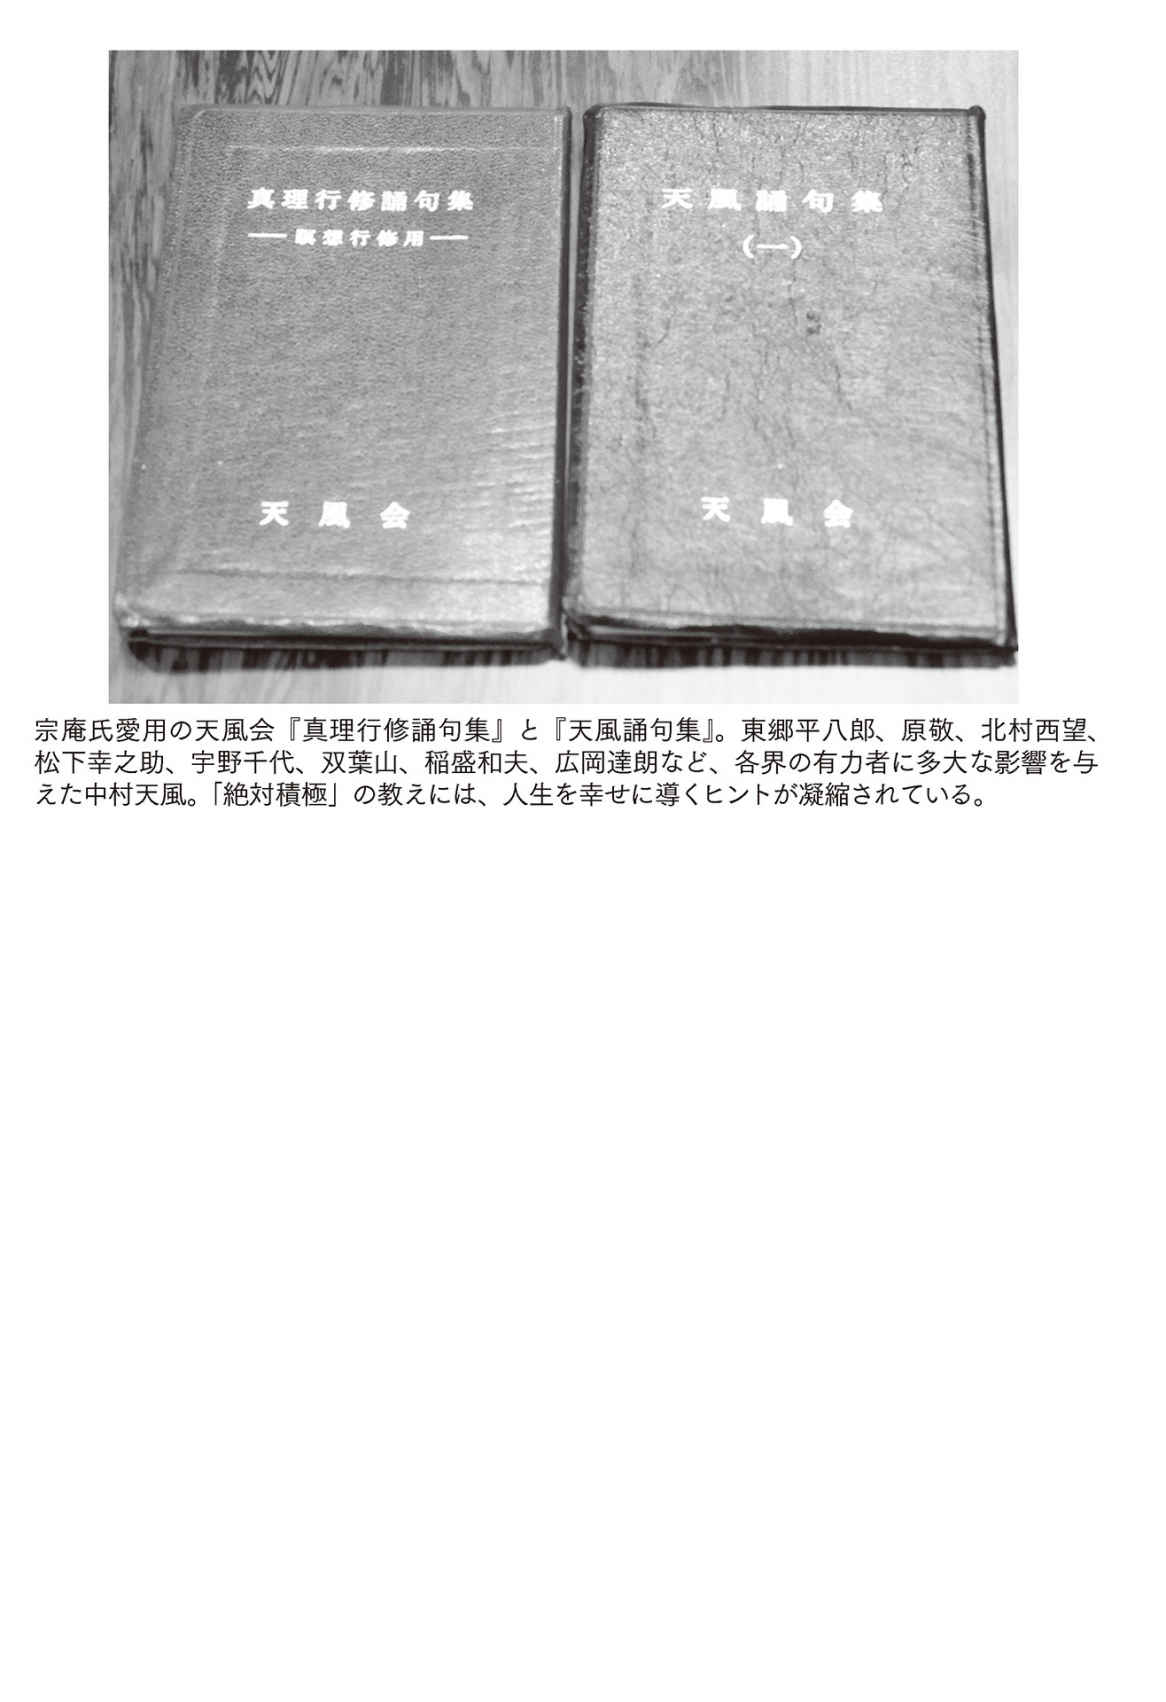 真理行修誦句集
瞑想行修用
天風会
天風誦句集
(一)
天風会
宗庵氏愛用の天風会『真理行修誦句集』と『天風誦句集』。東郷平八郎、原敬、北村西望、
松下幸之助、宇野千代、双葉山、稲盛和夫、広岡達朗など、各界の有力者に多大な影響を与
えた中村天風。「絶対積極」の教えには、人生を幸せに導くヒントが凝縮されている。